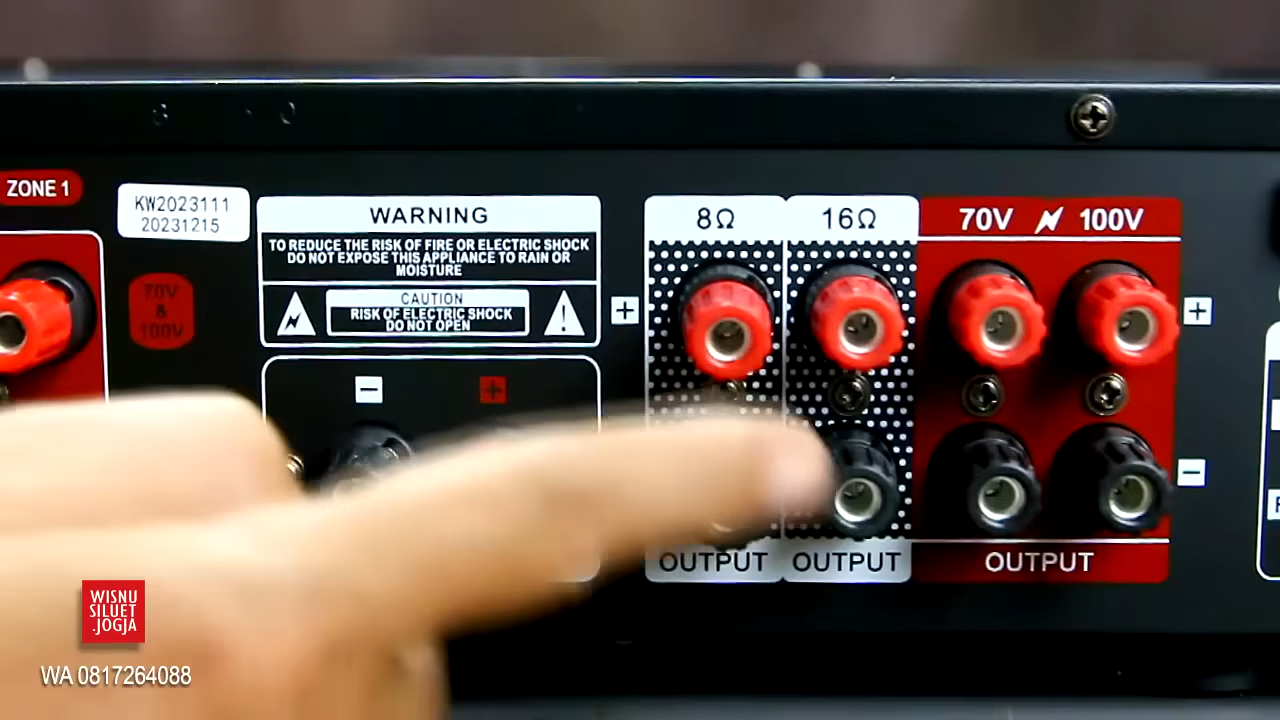 ZONE 1
KW2023111
20231215
70V
&
100V
WARNING
TO REDUCE THE RISK OF FIRE OR ELECTRIC SHOCK
DO NOT EXPOSE THIS APPLIANCE TO RAIN OR
MOISTURE
CAUTION
RISK OF ELECTRIC SHOCK
DO NOT OPEN
− +
+
8Ω
16Ω
70V 100V
+
−
OUTPUT
OUTPUT
OUTPUT
WISNU
SILUET
.JOGJA
WA 0817264088